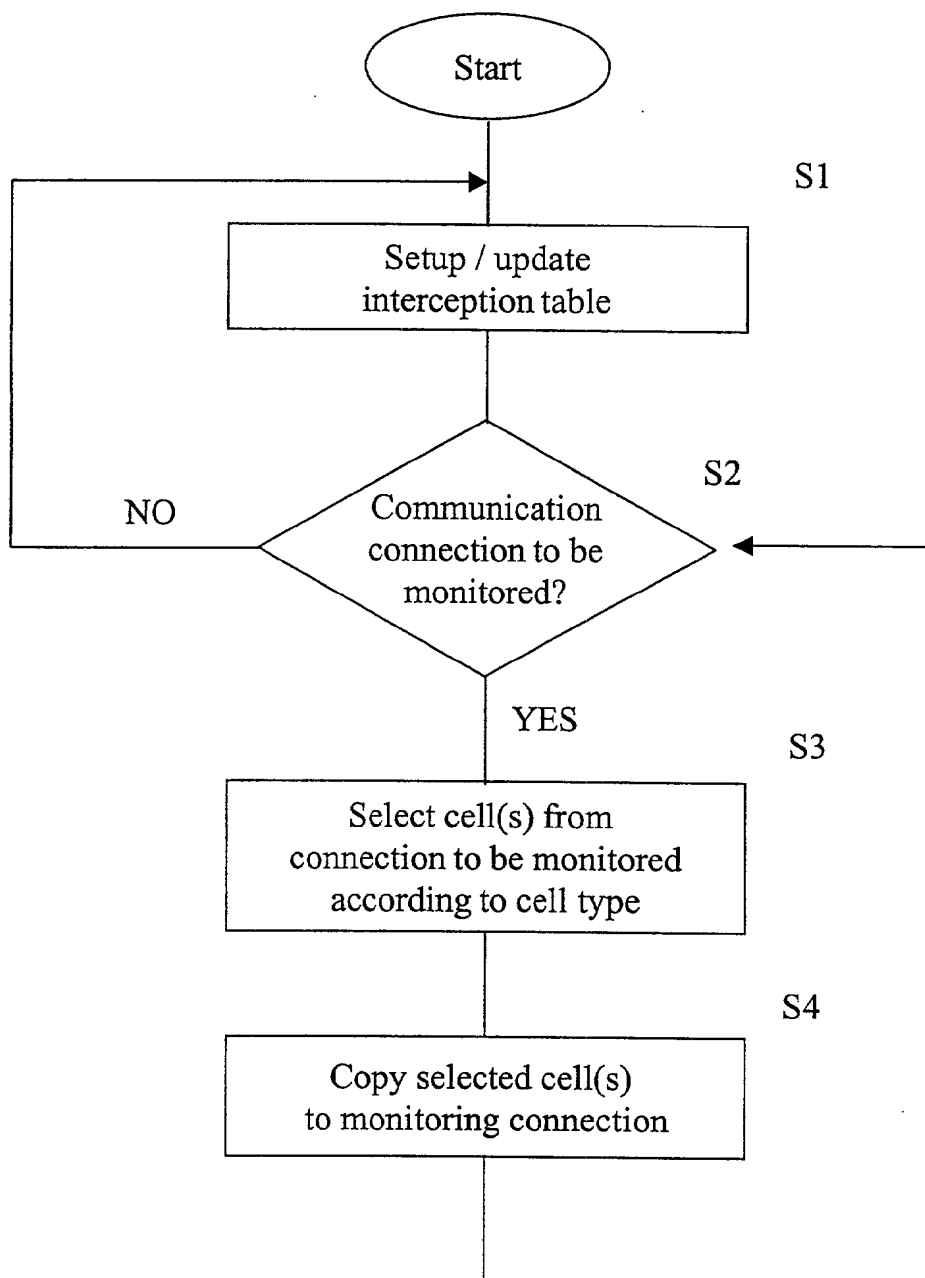 Start
S1
Setup / update
interception table
S2
NO
Communication
connection to be
monitored?
YES
S3
Select cell(s) from
connection to be monitored
according to cell type
S4
Copy selected cell(s)
to monitoring connection